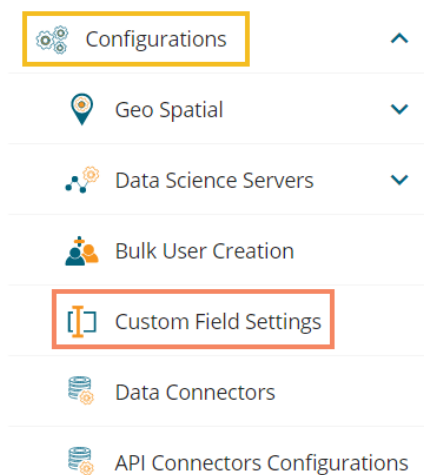 Configurations
Geo Spatial
Data Science Servers
Bulk User Creation
Custom Field Settings
Data Connectors
API Connectors Configurations